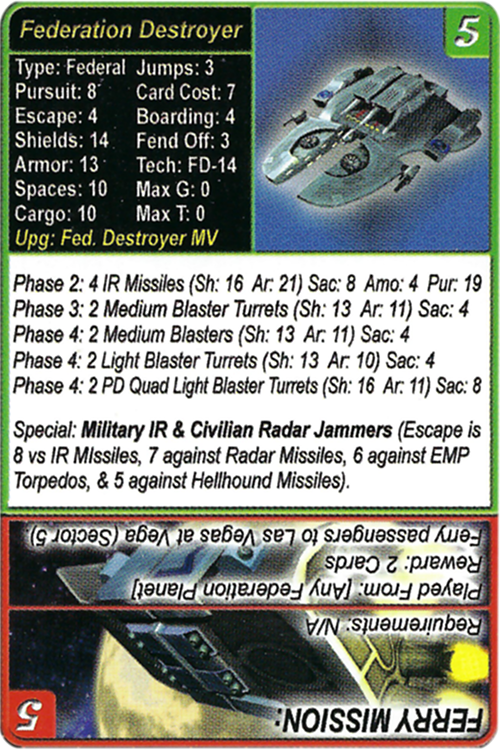 Federation Destroyer
5
Type: Federal Jumps: 3
Pursuit: 8 Card Cost: 7
Escape: 4 Boarding: 4
Shields: 14 Fend Off: 3
Armor: 13 Tech: FD-14
Spaces: 10 Max G: 0
Cargo: 10 Max T: 0
Upg: Fed. Destroyer MV
Phase 2: 4 IR Missiles (Sh: 16 Ar: 21) Sac: 8 Amo: 4 Pur: 19
Phase 3: 2 Medium Blaster Turrets (Sh: 13 Ar: 11) Sac: 4
Phase 4: 2 Medium Blasters (Sh: 13 Ar: 11) Sac: 4
Phase 4: 2 Light Blaster Turrets (Sh: 13 Ar: 10) Sac: 4
Phase 4: 2 PD Quad Light Blaster Turrets (Sh: 16 Ar: 11) Sac: 8
Special: Military IR & Civilian Radar Jammers (Escape is
8 vs IR MIssiles, 7 against Radar Missiles, 6 against EMP
Torpedos, & 5 against Hellhound Missiles).
FERRY MISSION:
5
Requirements: N/A
Played From: [Any Federation Planet]
Reward: 2 Cards
Ferry passengers to Las Vegas at Vega (Sector 5)